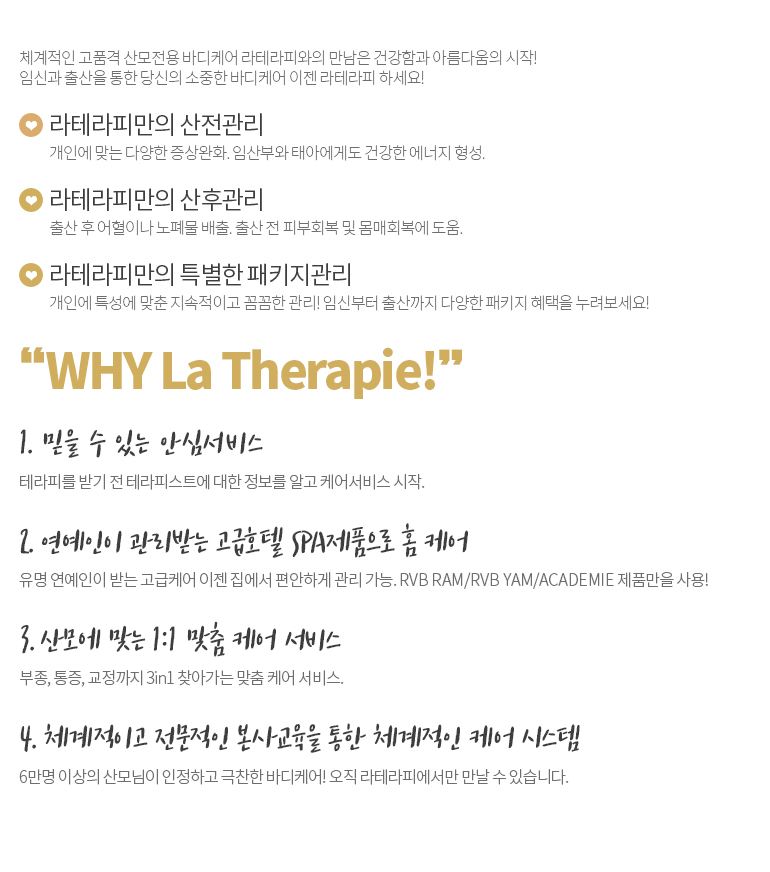 체계적인 고품격 산모전용 바디케어 라테라피와의 만남은 건강함과 아름다움의 시작!
임신과 출산을 통한 당신의 소중한 바디케어 이젠 라테라피 하세요!
라테라피만의 산전관리
개인에 맞는 다양한 증상완화. 임산부와 태아에게도 건강한 에너지 형성.
라테라피만의 산후관리
출산 후 어혈이나 노폐물 배출. 출산 전 피부회복 및 몸매회복에 도움.
라테라피만의 특별한 패키지관리
개인에 특성에 맞춘 지속적이고 꼼꼼한 관리! 임신부터 출산까지 다양한 패키지 혜택을 누려보세요!
“WHY La Therapie!”
1. 믿을 수 있는 안심서비스
테라피를 받기 전 테라피스트에 대한 정보를 알고 케어서비스 시작.
2. 연예인이 관리받는 고급호텔 SPA제품으로 홈 케어
유명 연예인이 받는 고급케어 이젠 집에서 편안하게 관리 가능. RVB RAM/RVB YAM/ACADEMIE 제품만을 사용!
3. 산모에 맞는 1:1 맞춤 케어 서비스
부종, 통증, 교정까지 3in1 찾아가는 맞춤 케어 서비스.
4. 체계적이고 전문적인 본사교육을 통한 체계적인 케어 시스템
6만명 이상의 산모님이 인정하고 극찬한 바디케어! 오직 라테라피에서만 만날 수 있습니다.